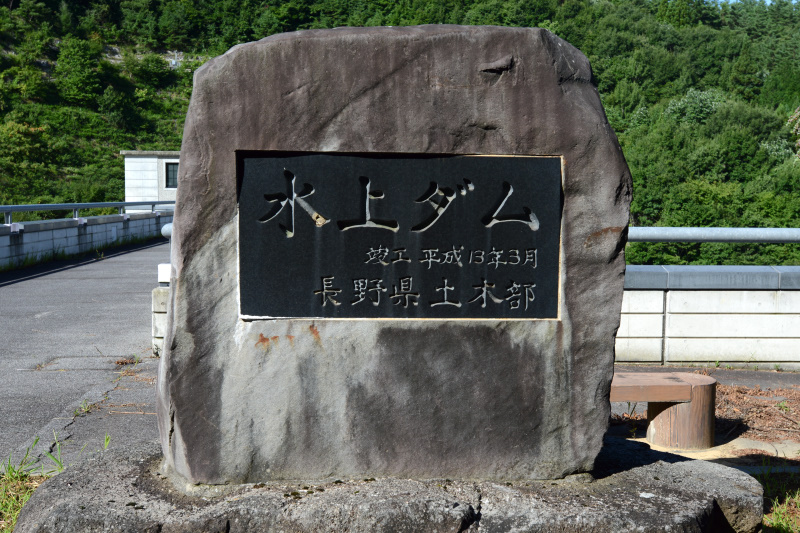 水上ダム
竣工 平成13年3月
長野県土木部